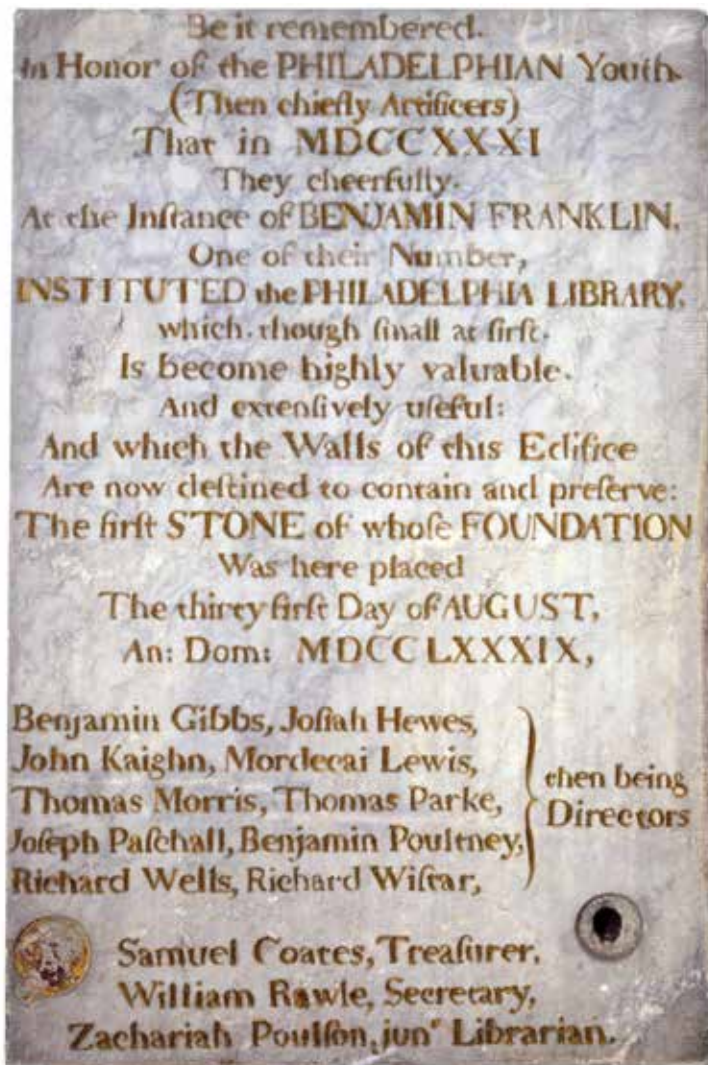 Be it remembered.
In Honor of the PHILADELPHIAN Youth.
(Then chiefly Artificers)
That in MDCCXXXI
They cheerfully.
At the Inſtance of BENJAMIN FRANKLIN.
One of their Number,
INSTITUTED the PHILADELPHIA LIBRARY.
which. though ſmall at firſt.
Is become highly valuable.
And extenſively uſeful:
And which the Walls of this Edifice
Are now deſtined to contain and preſerve:
The firſt STONE of whoſe FOUNDATION
Was here placed
The thirty firſt Day of AUGUST,
An: Dom: MDCCLXXXIX,
Benjamin Gibbs, Joſiah Hewes,
John Kaighn, Mordecai Lewis,
Thomas Morris, Thomas Parke,
Joſeph Paſchall, Benjamin Poultney,
Richard Wells, Richard Wiſtar,
then being
Directors
Samuel Coates, Treaſurer.
William Rawle, Secretary,
Zachariah Poulſon, junʳ Librarian.